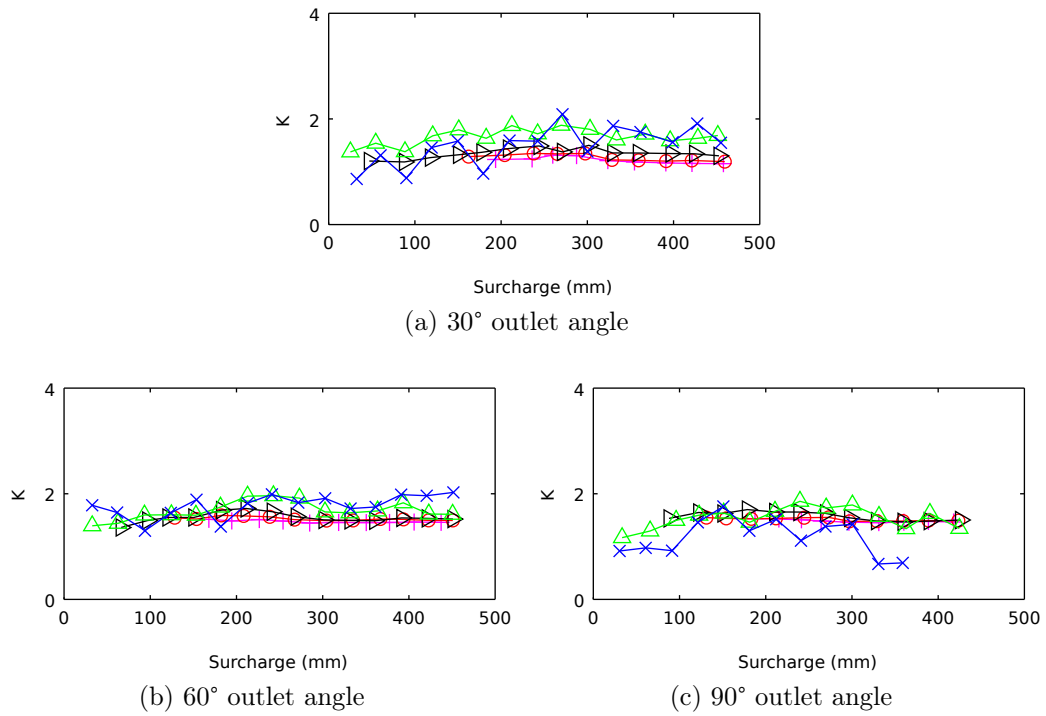 4
K
2
0
0 100 200 300 400 500
Surcharge (mm)
(a) 30° outlet angle
4
K
2
0
0 100 200 300 400 500
Surcharge (mm)
(b) 60° outlet angle
4
K
2
0
0 100 200 300 400 500
Surcharge (mm)
(c) 90° outlet angle